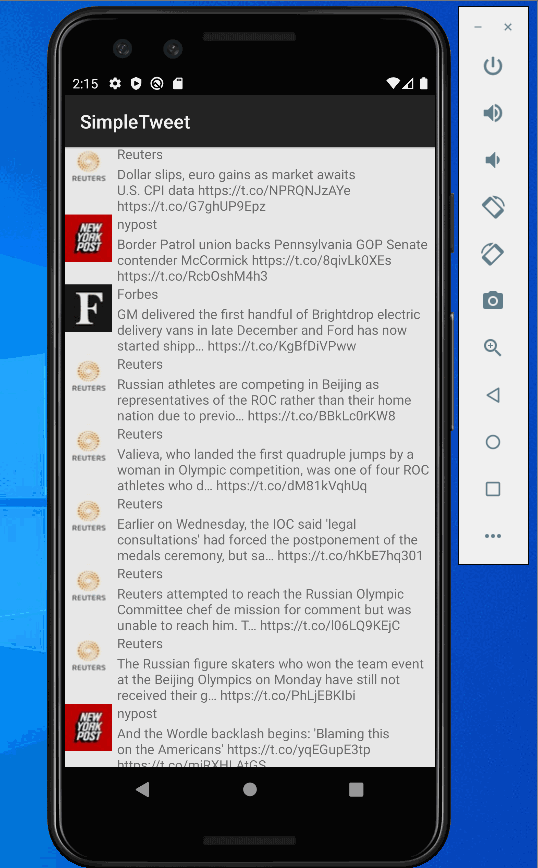 2:15
SimpleTweet
Reuters
REUTERS
Dollar slips, euro gains as market awaits
U.S. CPI data https://t.co/NPRQNJzAYe
https://t.co/G7ghUP9Epz
NEW
YORK
POST
nypost
Border Patrol union backs Pennsylvania GOP Senate
contender McCormick https://t.co/8qivLk0XEs
https://t.co/RcbOshM4h3
F
Forbes
GM delivered the first handful of Brightdrop electric
delivery vans in late December and Ford has now
started shipp… https://t.co/KgBfDiVPww
Reuters
REUTERS
Russian athletes are competing in Beijing as
representatives of the ROC rather than their home
nation due to previo… https://t.co/BBkLc0rKW8
Reuters
REUTERS
Valieva, who landed the first quadruple jumps by a
woman in Olympic competition, was one of four ROC
athletes who d… https://t.co/dM81kVqhUq
Reuters
REUTERS
Earlier on Wednesday, the IOC said 'legal
consultations' had forced the postponement of the
medals ceremony, but sa… https://t.co/hKbE7hq301
Reuters
REUTERS
Reuters attempted to reach the Russian Olympic
Committee chef de mission for comment but was
unable to reach him. T… https://t.co/l06LQ9KEjC
Reuters
REUTERS
The Russian figure skaters who won the team event
at the Beijing Olympics on Monday have still not
received their g… https://t.co/PhLjEBKIbi
NEW
YORK
POST
nypost
And the Wordle backlash begins: 'Blaming this
on the Americans' https://t.co/yqEGupE3tp